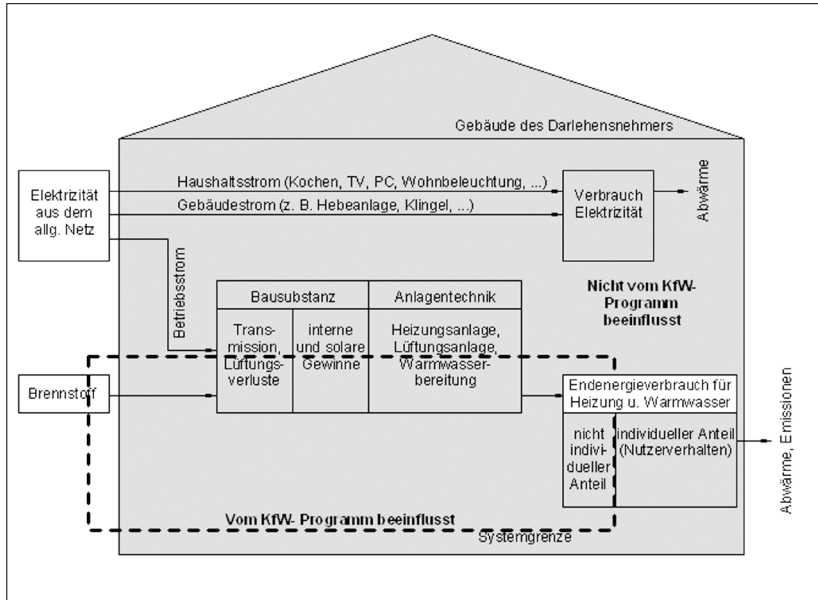 Gebäude des Darlehensnehmers
Elektrizität
aus dem
allg. Netz
Haushaltsstrom (Kochen, TV, PC, Wohnbeleuchtung, ...)
Gebäudestrom (z. B. Hebeanlage, Klingel, ...)
Verbrauch
Elektrizität
Abwärme
Betriebsstrom
Nicht vom KfW-
Programm
beeinflusst
Bausubstanz
Anlagentechnik
Trans-
mission,
Lüftungs-
verluste
interne
und solare
Gewinne
Heizungsanlage,
Lüftungsanlage,
Warmwasser-
bereitung
Brennstoff
Endenergieverbrauch für
Heizung u. Warmwasser
nicht
indivi-
dueller
Anteil
individueller Anteil
(Nutzerverhalten)
Abwärme, Emissionen
Vom KfW- Programm beeinflusst
Systemgrenze